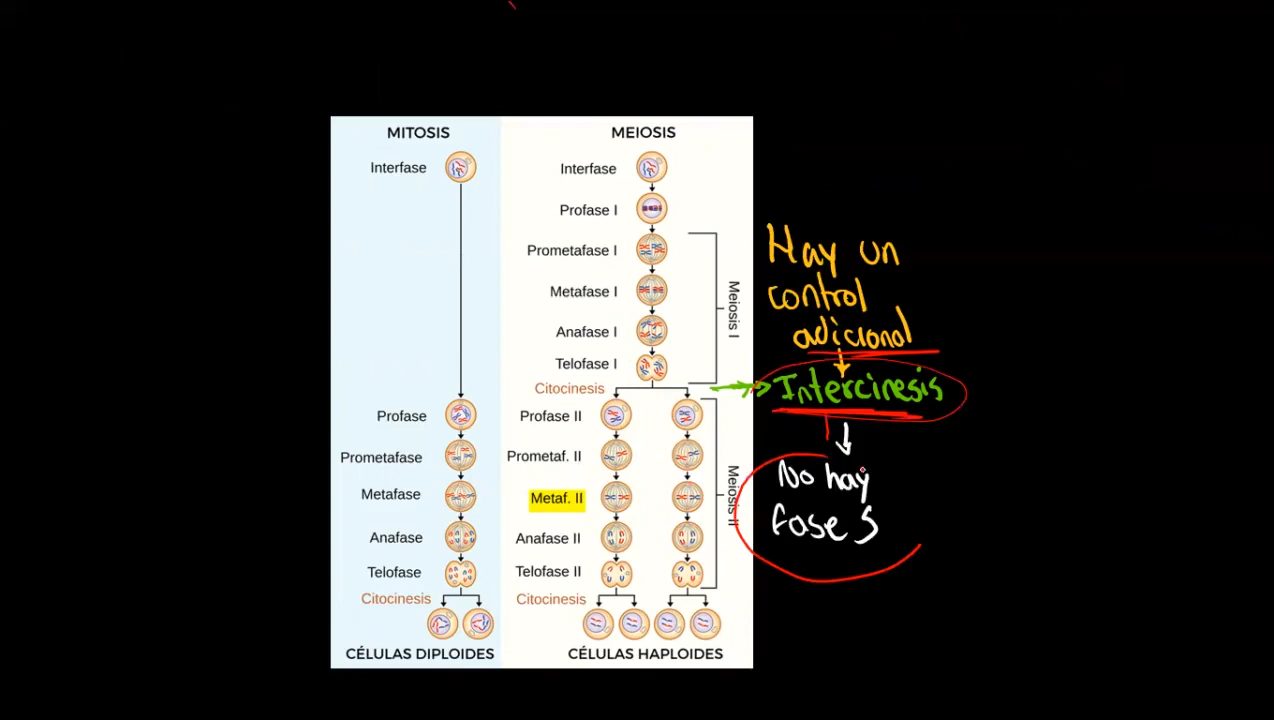 MITOSIS
Interfase
Profase
Prometafase
Metafase
Anafase
Telofase
Citocinesis
CÉLULAS DIPLOIDES
MEIOSIS
Interfase
Profase I
Prometafase I
Metafase I
Anafase I
Telofase I
Meiosis I
Citocinesis
Profase II
Prometaf. II
Metaf. II
Anafase II
Telofase II
Meiosis II
Citocinesis
CÉLULAS HAPLOIDES
Hay un
control
adicional
Intercinesis
No hay
fase S